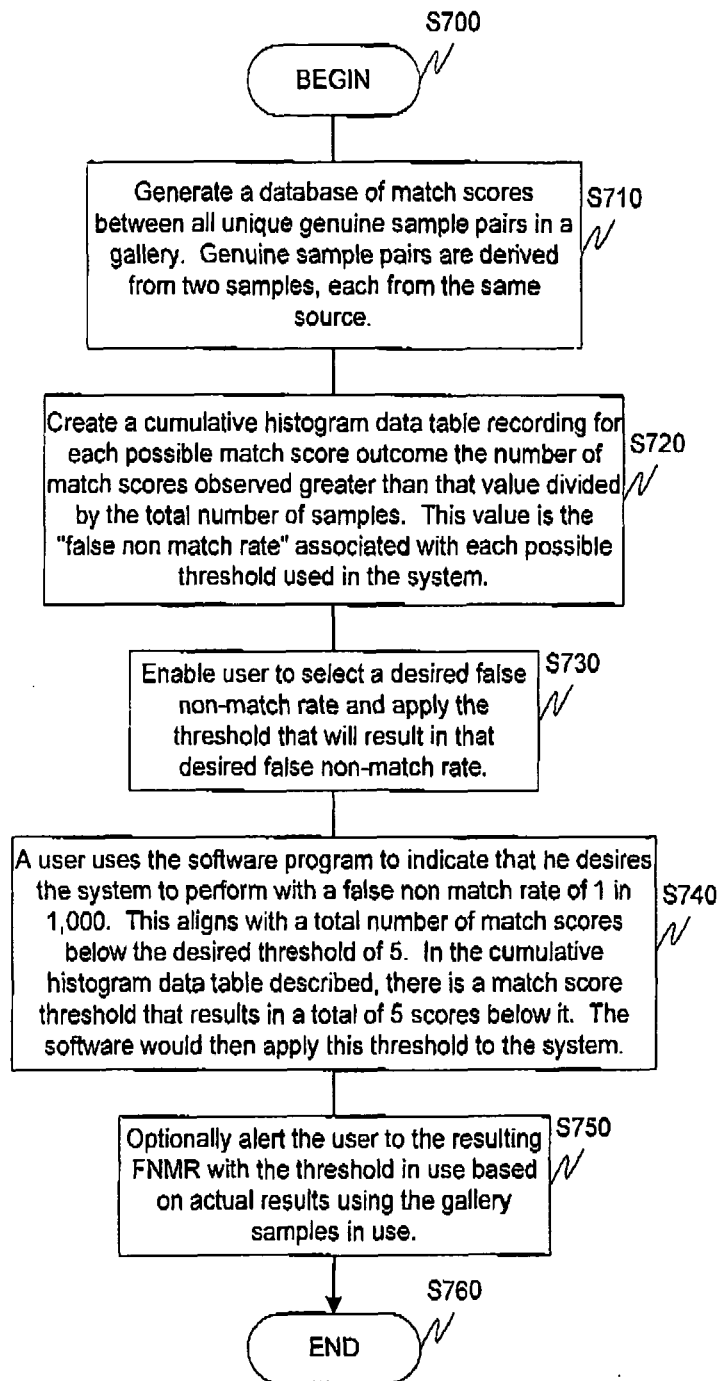 S700
BEGIN
Generate a database of match scores
between all unique genuine sample pairs in a
gallery. Genuine sample pairs are derived
from two samples, each from the same
source.
S710
Create a cumulative histogram data table recording for
each possible match score outcome the number of
match scores observed greater than that value divided
by the total number of samples. This value is the
"false non match rate" associated with each possible
threshold used in the system.
S720
Enable user to select a desired false
non-match rate and apply the
threshold that will result in that
desired false non-match rate.
S730
A user uses the software program to indicate that he desires
the system to perform with a false non match rate of 1 in
1,000. This aligns with a total number of match scores
below the desired threshold of 5. In the cumulative
histogram data table described, there is a match score
threshold that results in a total of 5 scores below it. The
software would then apply this threshold to the system.
S740
Optionally alert the user to the resulting
FNMR with the threshold in use based
on actual results using the gallery
samples in use.
S750
S760
END